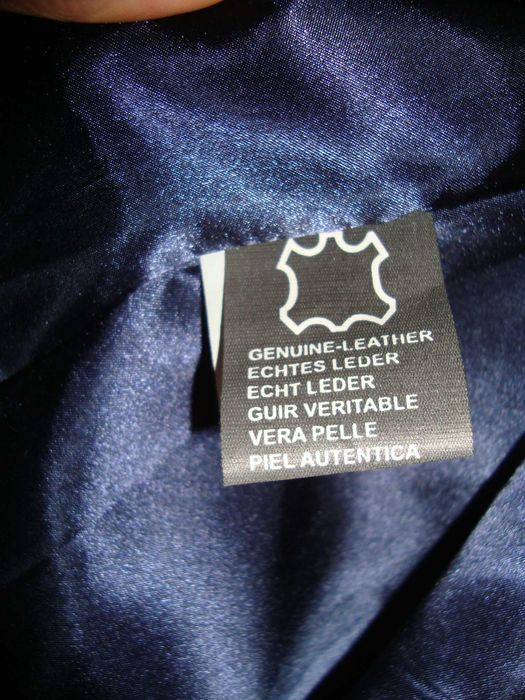 GENUINE-LEATHER
ECHTES LEDER
ECHT LEDER
GUIR VERITABLE
VERA PELLE
PIEL AUTENTICA